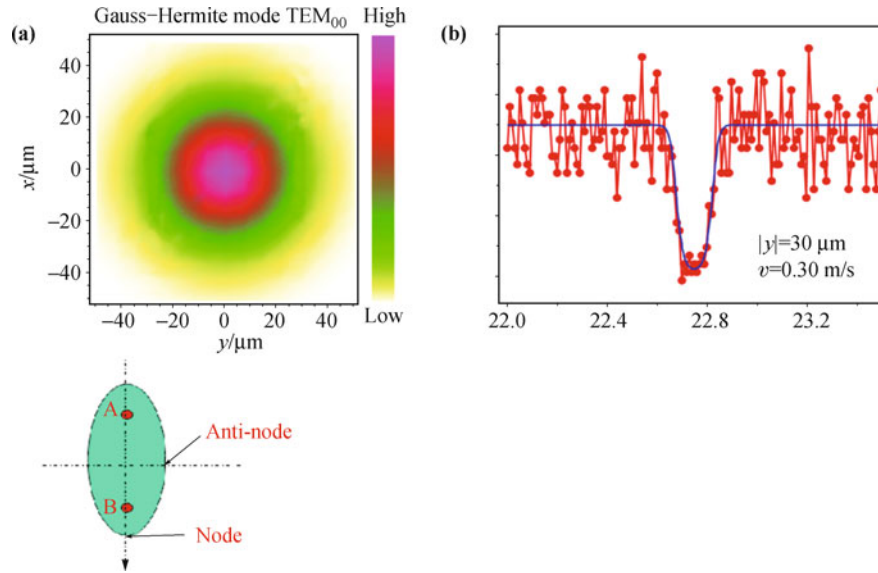 (a)
Gauss−Hermite mode TEM₀₀
High
40
20
0
−20
−40
x/μm
−40 −20 0 20 40
y/μm
Low
(b)
|y|=30 μm
v=0.30 m/s
22.0 22.4 22.8 23.2
A
Anti-node
B
Node